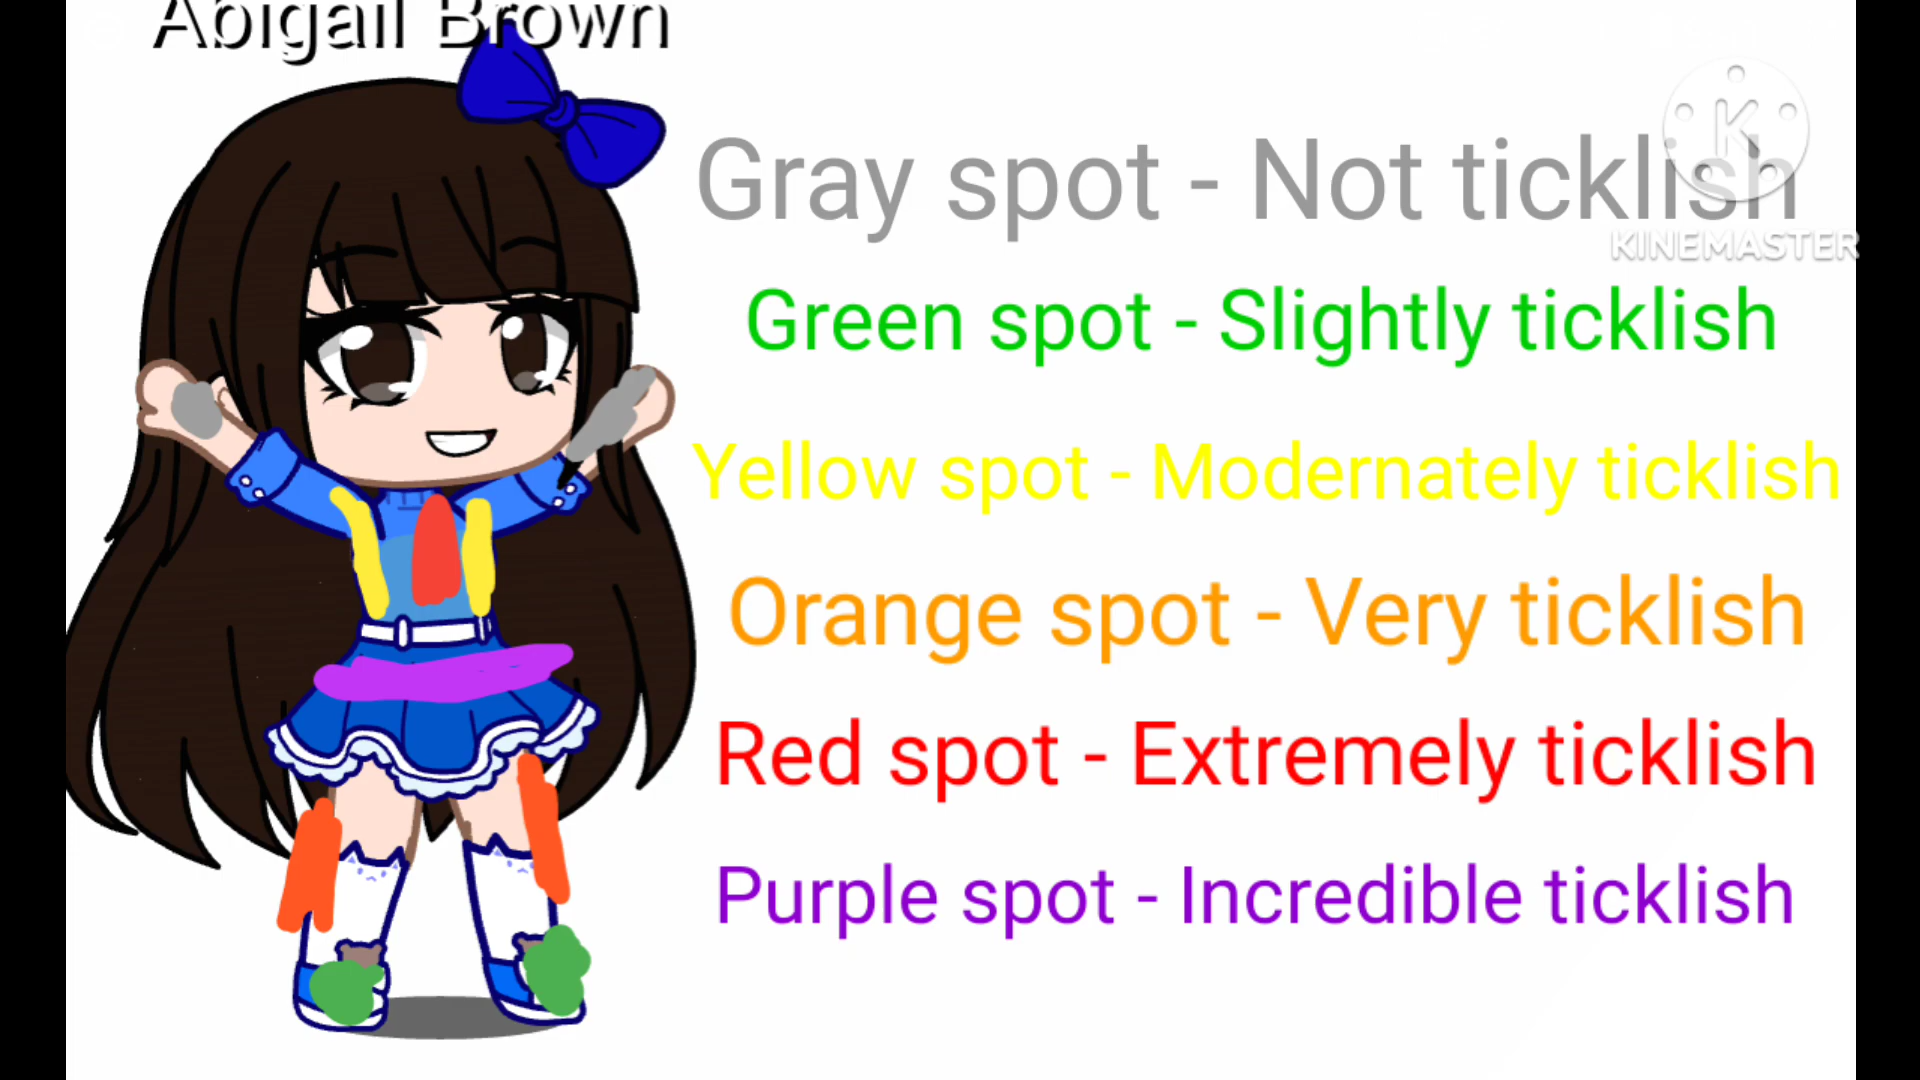 Abigail Brown
Gray spot - Not ticklish
K
KINEMASTER
Green spot - Slightly ticklish
Yellow spot - Modernately ticklish
Orange spot - Very ticklish
Red spot - Extremely ticklish
Purple spot - Incredible ticklish